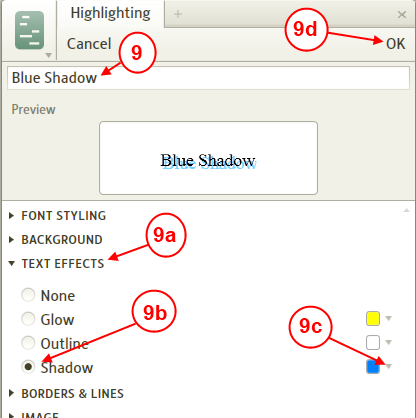 Highlighting + ×
9d
Cancel OK
9
Blue Shadow
Preview
Blue Shadow
FONT STYLING
BACKGROUND
9a
TEXT EFFECTS
None
9b
Glow
9c
Outline
Shadow
BORDERS & LINES
IMAGE